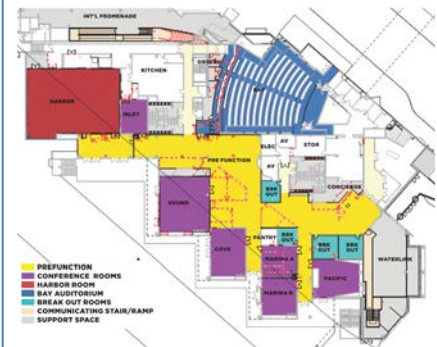 INT'L PROMENADE
KITCHEN
HARBOR
INLET
BAY
ELEC
AV
STOR
AV
PRE FUNCTION
CONCIERGE
BRK
OUT
SOUND
COVE
PANTRY
BRK
OUT
BRK
OUT
BRK
OUT
MARINA A
MARINA B
PACIFIC
WATERLINK
PREFUNCTION
CONFERENCE ROOMS
HARBOR ROOM
BAY AUDITORIUM
BREAK OUT ROOMS
COMMUNICATING STAIR/RAMP
SUPPORT SPACE